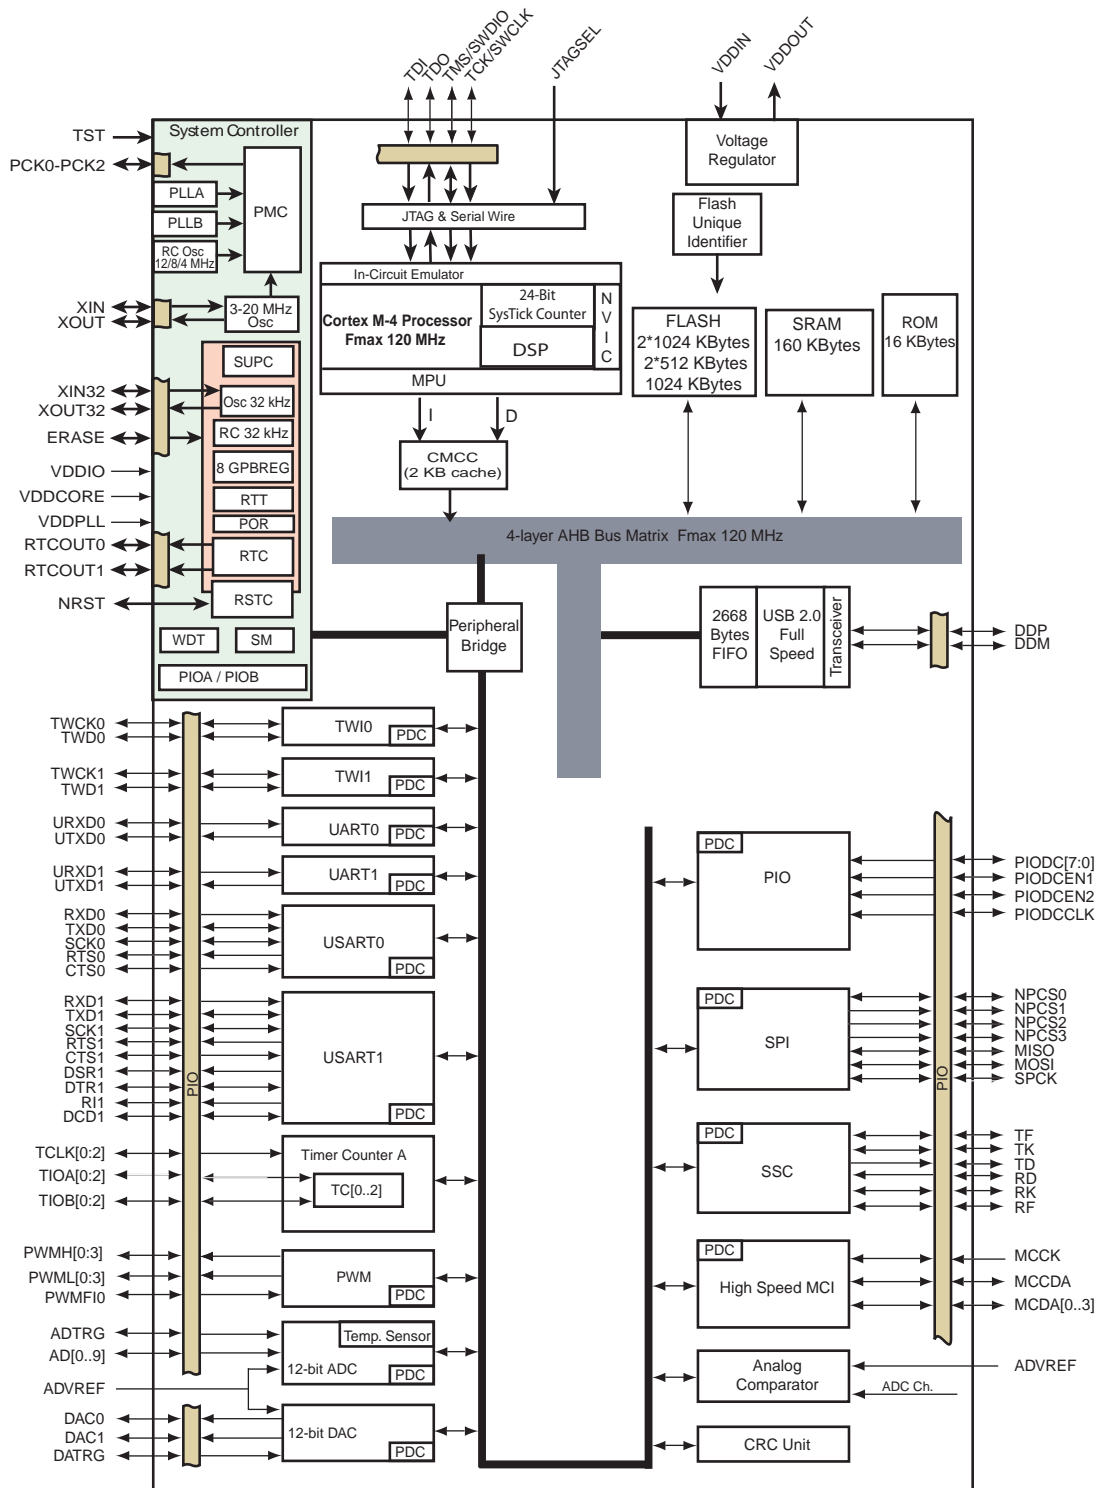 TDI
TDO
TMS/SWDIO
TCK/SWCLK
JTAGSEL
VDDIN
VDDOUT
TST
PCK0-PCK2
XIN
XOUT
XIN32
XOUT32
ERASE
VDDIO
VDDCORE
VDDPLL
RTCOUT0
RTCOUT1
NRST
System Controller
PLLA
PLLB
RC Osc
12/8/4 MHz
PMC
3-20 MHz
Osc
SUPC
Osc 32 kHz
RC 32 kHz
8 GPBREG
RTT
POR
RTC
RSTC
WDT
SM
PIOA / PIOB
JTAG & Serial Wire
In-Circuit Emulator
Cortex M-4 Processor
Fmax 120 MHz
24-Bit
SysTick Counter
DSP
N
V
I
C
MPU
I
D
CMCC
(2 KB cache)
Voltage
Regulator
Flash
Unique
Identifier
FLASH
2*1024 KBytes
2*512 KBytes
1024 KBytes
SRAM
160 KBytes
ROM
16 KBytes
4-layer AHB Bus Matrix Fmax 120 MHz
Peripheral
Bridge
2668
Bytes
FIFO
USB 2.0
Full
Speed
Transceiver
DDP
DDM
TWCK0
TWD0
TWCK1
TWD1
URXD0
UTXD0
URXD1
UTXD1
RXD0
TXD0
SCK0
RTS0
CTS0
RXD1
TXD1
SCK1
RTS1
CTS1
DSR1
DTR1
RI1
DCD1
TCLK[0:2]
TIOA[0:2]
TIOB[0:2]
PWMH[0:3]
PWML[0:3]
PWMFI0
ADTRG
AD[0..9]
ADVREF
DAC0
DAC1
DATRG
PIO
TWI0
PDC
TWI1
PDC
UART0
PDC
UART1
PDC
USART0
PDC
USART1
PDC
Timer Counter A
TC[0..2]
PWM
PDC
Temp. Sensor
12-bit ADC
PDC
12-bit DAC
PDC
PDC
PIO
PDC
SPI
PDC
SSC
PDC
High Speed MCI
Analog
Comparator
ADC Ch.
CRC Unit
PIO
PIODC[7:0]
PIODCEN1
PIODCEN2
PIODCCLK
NPCS0
NPCS1
NPCS2
NPCS3
MISO
MOSI
SPCK
TF
TK
TD
RD
RK
RF
MCCK
MCCDA
MCDA[0..3]
ADVREF